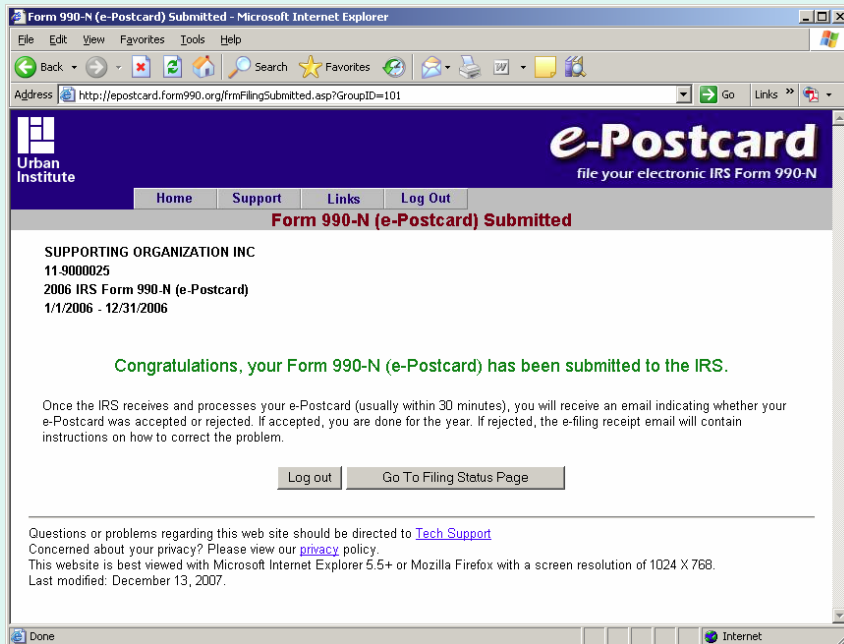 Form 990-N (e-Postcard) Submitted - Microsoft Internet Explorer
File Edit View Favorites Tools Help
Back Search Favorites
Address http://epostcard.form990.org/frmFilingSubmitted.asp?GroupID=101 Go Links »
Urban
Institute
e-Postcard
file your electronic IRS Form 990-N
Home Support Links Log Out
Form 990-N (e-Postcard) Submitted
SUPPORTING ORGANIZATION INC
11-9000025
2006 IRS Form 990-N (e-Postcard)
1/1/2006 - 12/31/2006
Congratulations, your Form 990-N (e-Postcard) has been submitted to the IRS.
Once the IRS receives and processes your e-Postcard (usually within 30 minutes), you will receive an email indicating whether your
e-Postcard was accepted or rejected. If accepted, you are done for the year. If rejected, the e-filing receipt email will contain
instructions on how to correct the problem.
Log out Go To Filing Status Page
Questions or problems regarding this web site should be directed to Tech Support
Concerned about your privacy? Please view our privacy policy.
This website is best viewed with Microsoft Internet Explorer 5.5+ or Mozilla Firefox with a screen resolution of 1024 X 768.
Last modified: December 13, 2007.
Done Internet